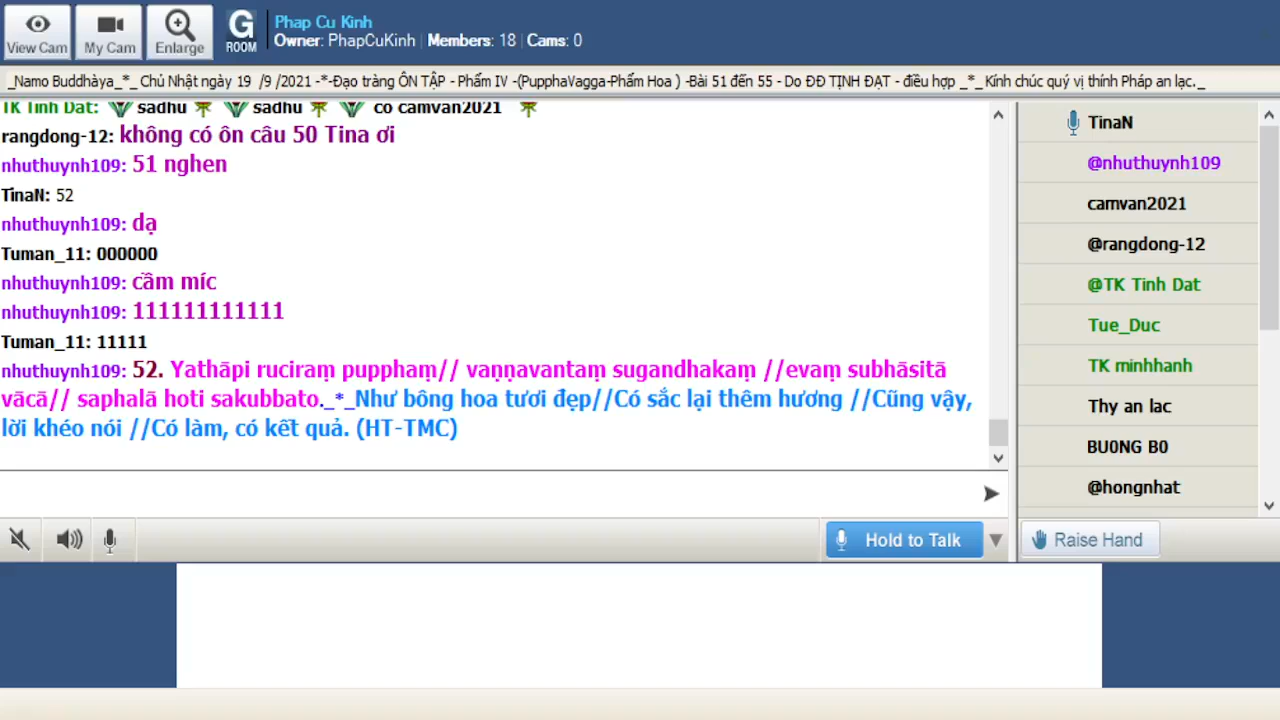 View Cam
My Cam
Enlarge
G
ROOM
Phap Cu Kinh
Owner: PhapCuKinh | Members: 18 | Cams: 0
_Namo Buddhàya_*_ Chủ Nhật ngày 19 /9 /2021 -*-Đạo tràng ÔN TẬP - Phẩm IV -(PupphaVagga-Phẩm Hoa ) -Bài 51 đến 55 - Do ĐĐ TỊNH ĐẠT - điều hợp _*_ Kính chúc quý vị thính Pháp an lạc._
TK Tinh Dat: sadhu sadhu co camvan2021
rangdong-12: không có ôn câu 50 Tina ơi
nhuthuynh109: 51 nghen
TinaN: 52
nhuthuynh109: dạ
Tuman_11: 000000
nhuthuynh109: cầm míc
nhuthuynh109: 111111111111
Tuman_11: 11111
nhuthuynh109: 52. Yathāpi ruciraṃ pupphaṃ// vaṇṇavantaṃ sugandhakaṃ //evaṃ subhāsitā
vācā// saphalā hoti sakubbato._*_Như bông hoa tươi đẹp//Có sắc lại thêm hương //Cũng vậy,
lời khéo nói //Có làm, có kết quả. (HT-TMC)
TinaN
@nhuthuynh109
camvan2021
@rangdong-12
@TK Tinh Dat
Tue_Duc
TK minhhanh
Thy an lac
BU0NG B0
@hongnhat
Hold to Talk
Raise Hand